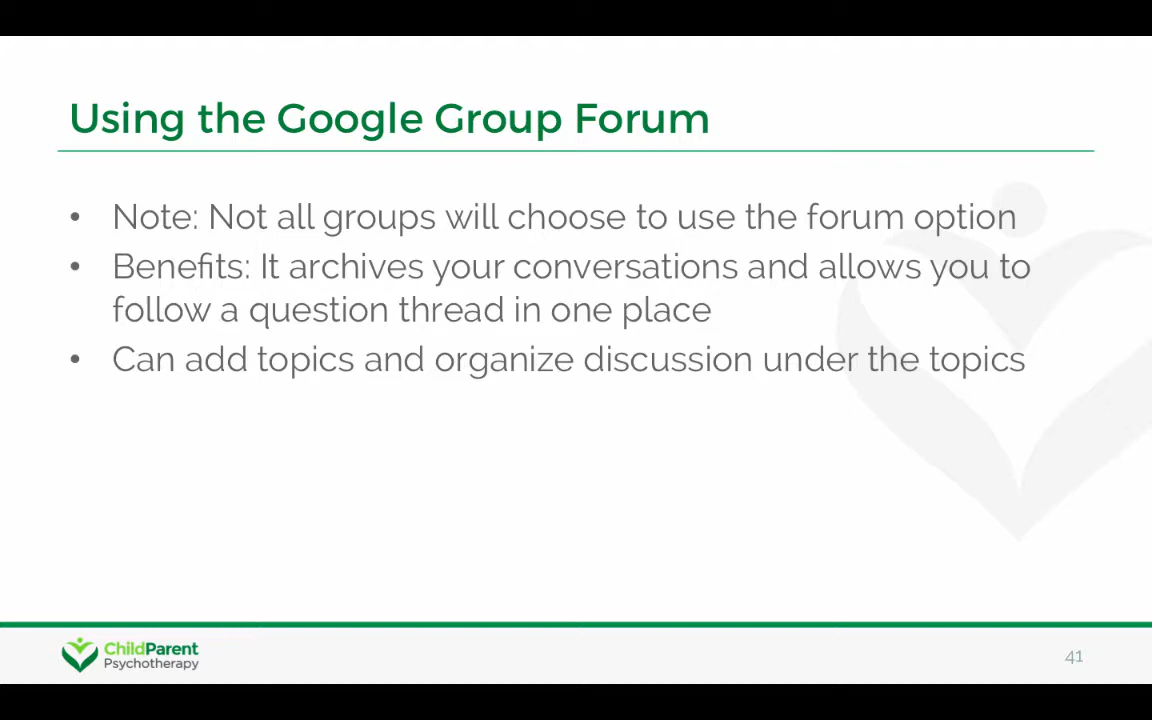 Using the Google Group Forum
• Note: Not all groups will choose to use the forum option
• Benefits: It archives your conversations and allows you to
follow a question thread in one place
• Can add topics and organize discussion under the topics
ChildParent
Psychotherapy
41